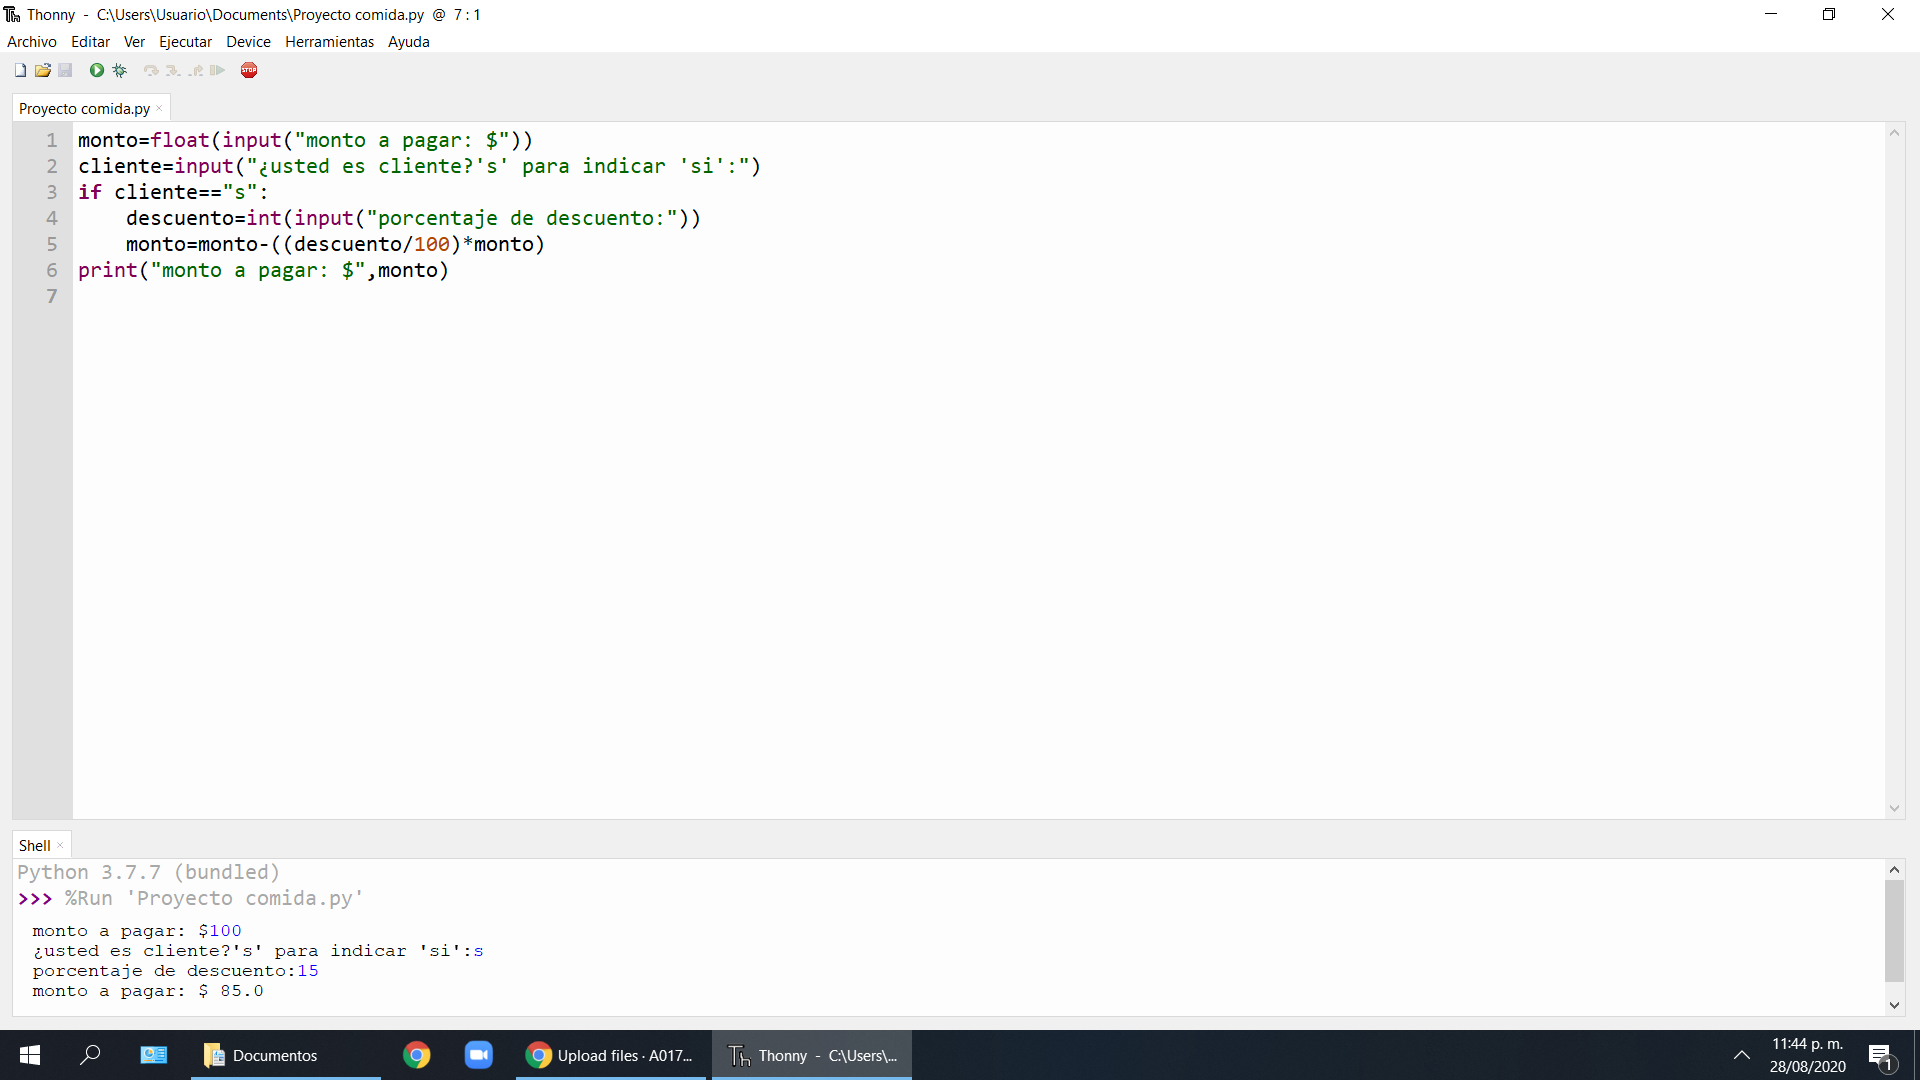 Thonny - C:\Users\Usuario\Documents\Proyecto comida.py @ 7 : 1
Archivo Editar Ver Ejecutar Device Herramientas Ayuda
STOP
Proyecto comida.py ×
1 monto=float(input("monto a pagar: $"))
2 cliente=input("¿usted es cliente?'s' para indicar 'si':")
3 if cliente=="s":
4     descuento=int(input("porcentaje de descuento:"))
5     monto=monto-((descuento/100)*monto)
6 print("monto a pagar: $",monto)
7
Shell ×
Python 3.7.7 (bundled)
>>> %Run 'Proyecto comida.py'
monto a pagar: $100
¿usted es cliente?'s' para indicar 'si':s
porcentaje de descuento:15
monto a pagar: $ 85.0
Documentos
Upload files · A017...
Thonny - C:\Users\...
11:44 p. m.
28/08/2020
1